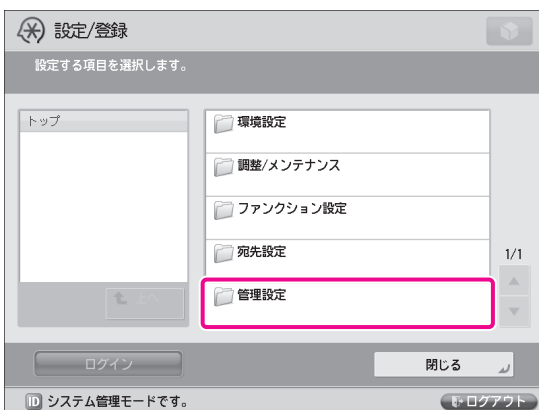 設定/登録
設定する項目を選択します。
トップ
環境設定
調整/メンテナンス
ファンクション設定
宛先設定
1/1
管理設定
上へ
ログイン
閉じる
ID システム管理モードです。
ログアウト